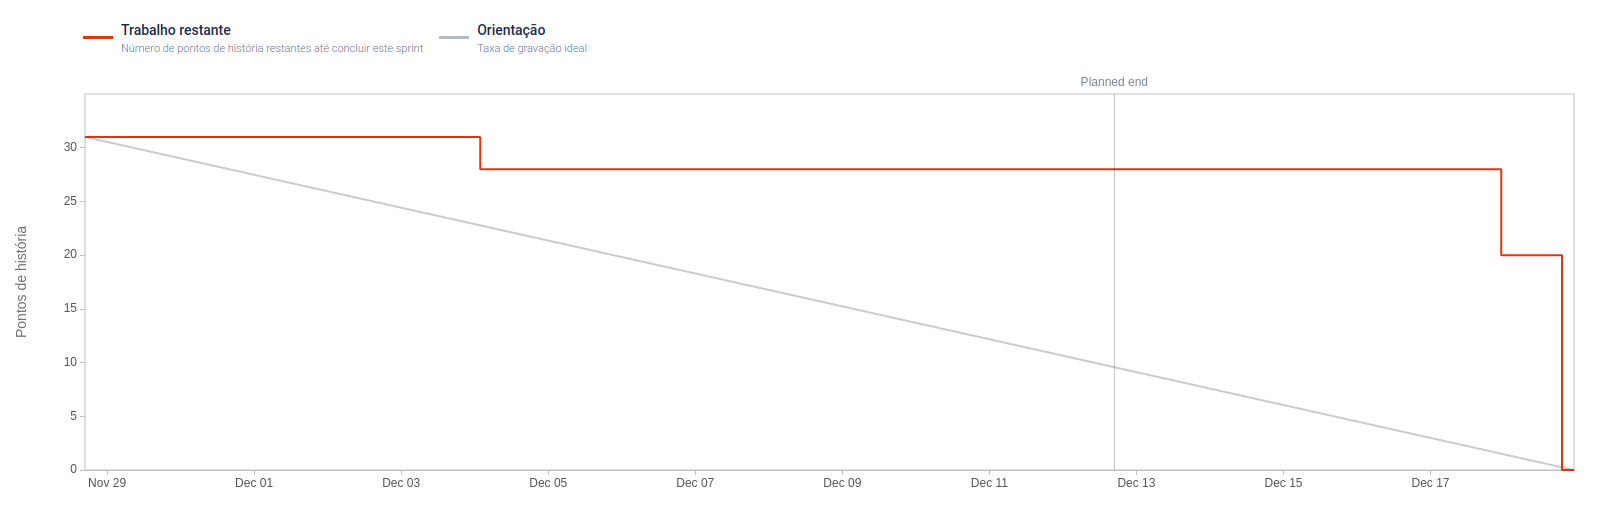 Trabalho restante
Número de pontos de história restantes até concluir este sprint
Orientação
Taxa de gravação ideal
Planned end
Pontos de história
30
25
20
15
10
5
0
Nov 29 Dec 01 Dec 03 Dec 05 Dec 07 Dec 09 Dec 11 Dec 13 Dec 15 Dec 17